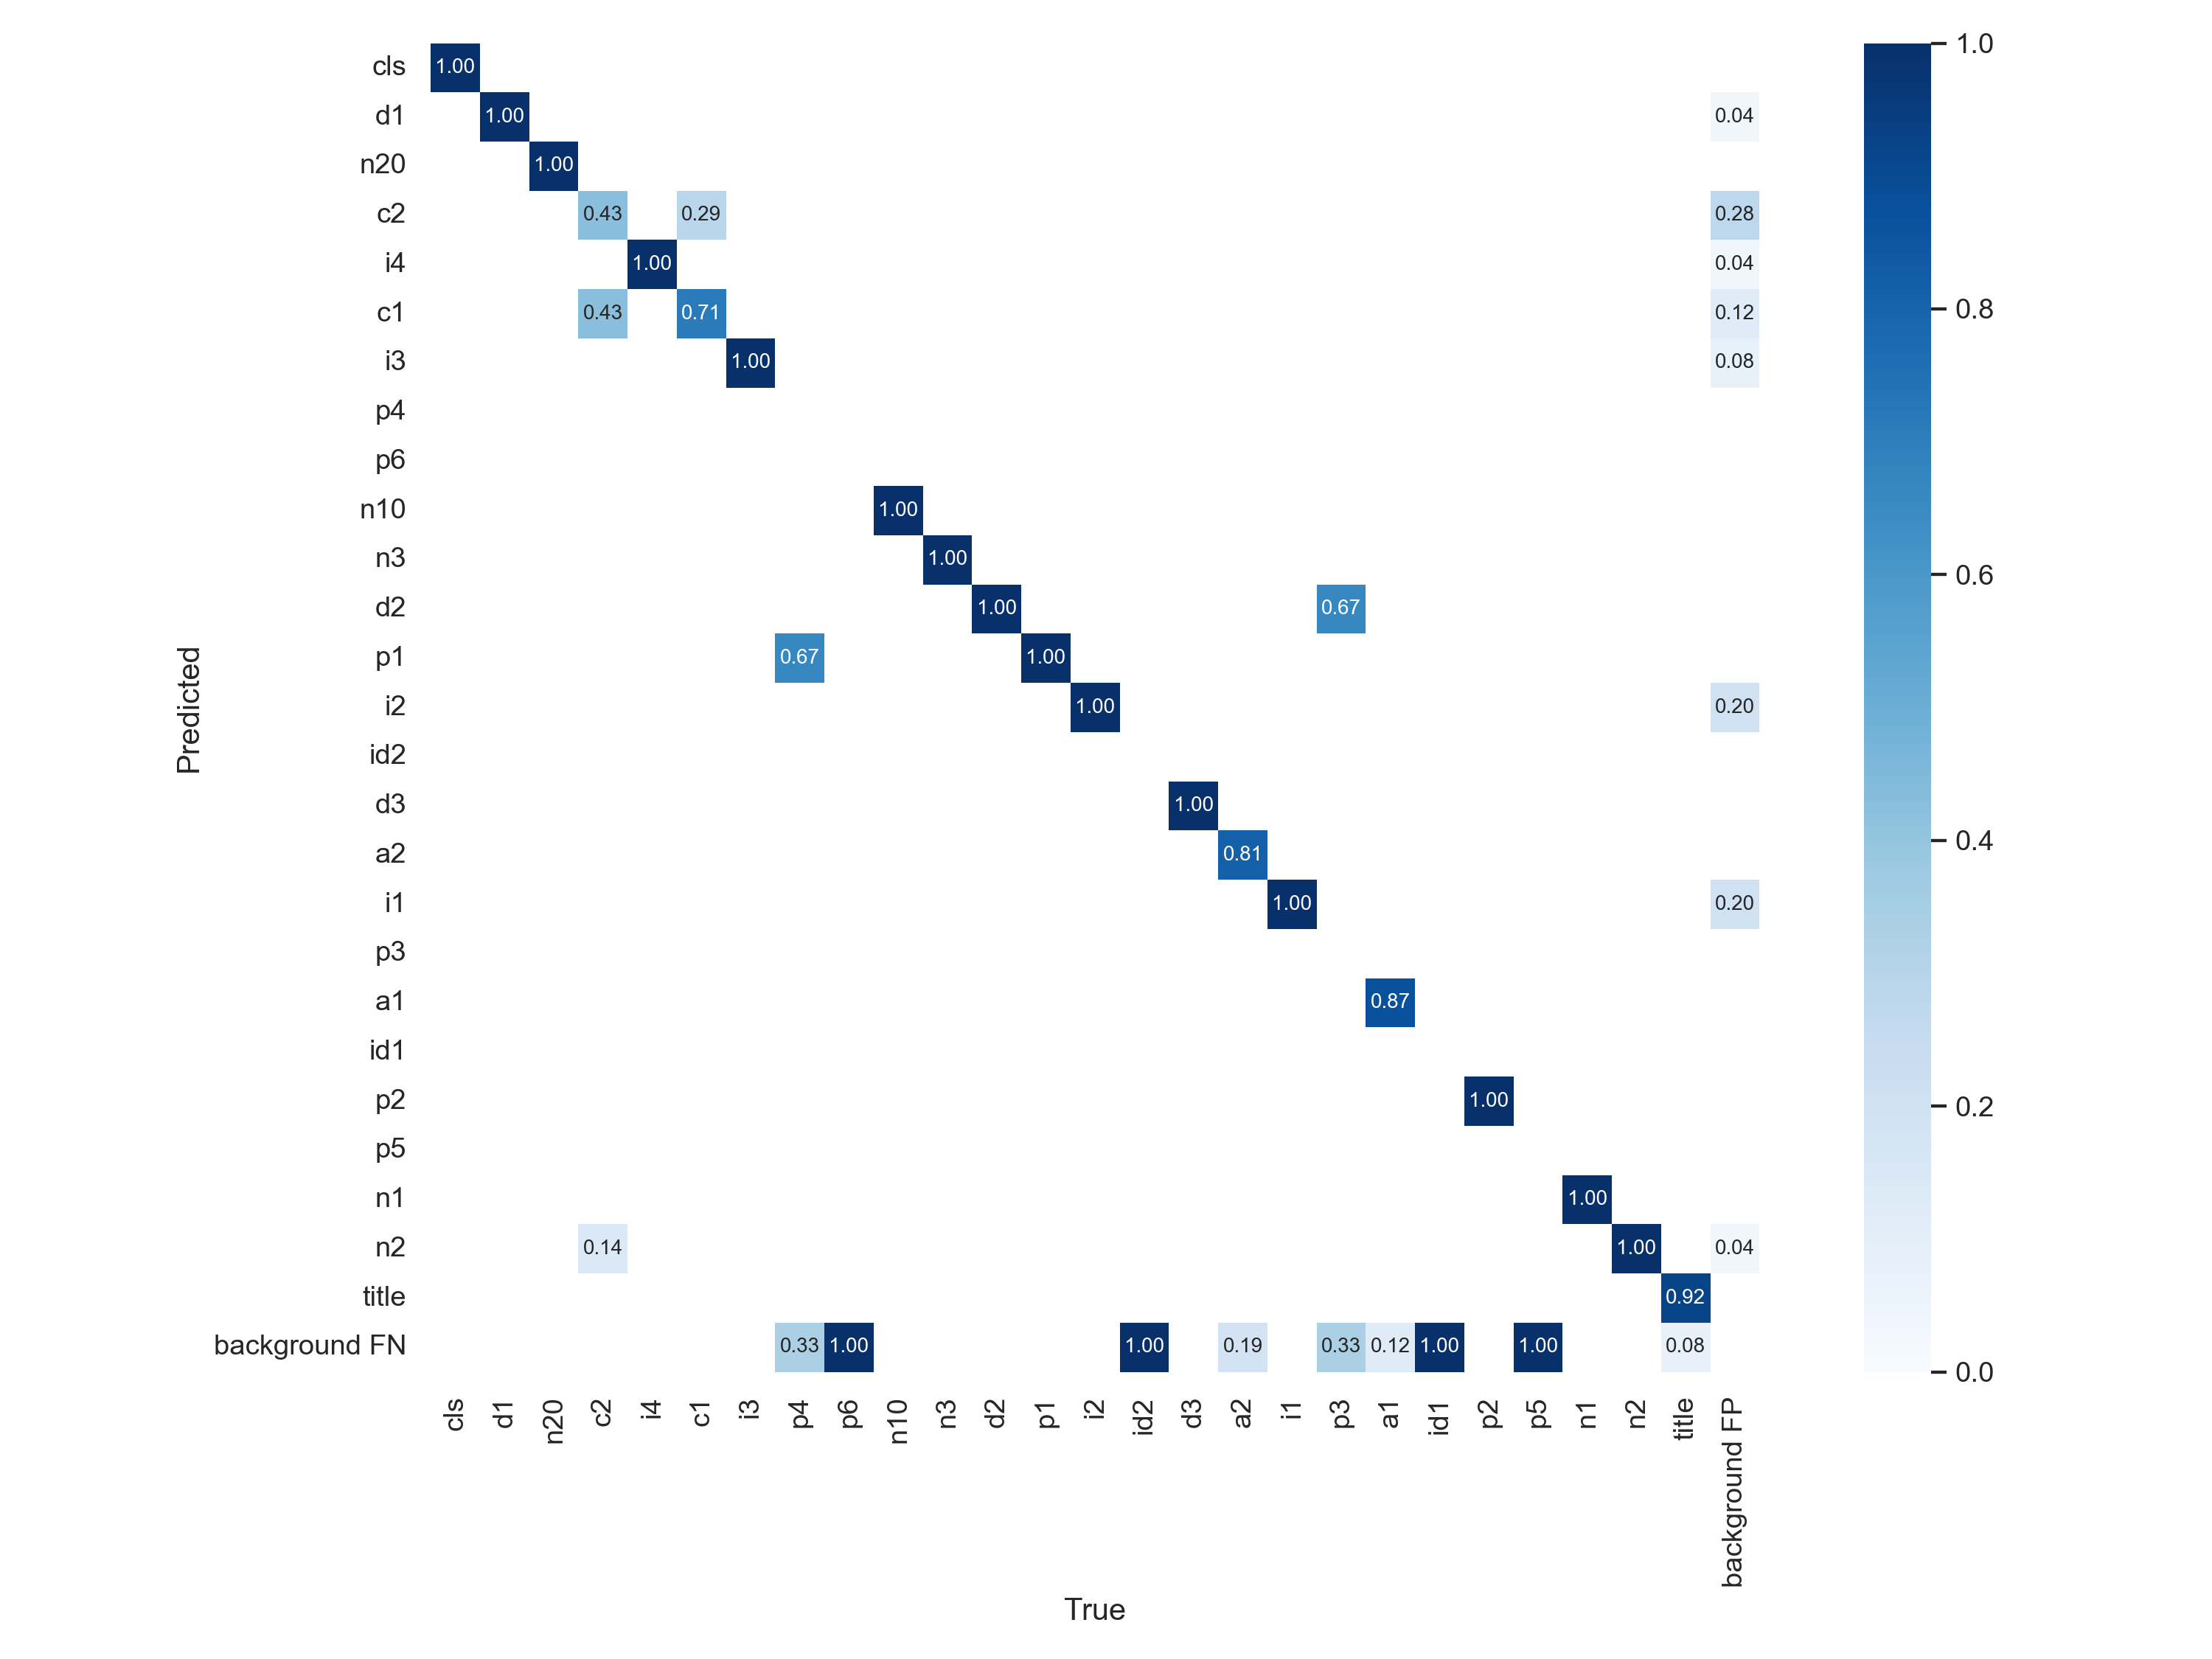 cls 1.00 1.0
d1 1.00 0.04
n20 1.00
c2 0.43 0.29 0.28
i4 1.00 0.04
c1 0.43 0.71 0.12 0.8
i3 1.00 0.08
p4
p6
n10 1.00
n3 1.00
d2 1.00 0.67 0.6
p1 0.67 1.00
Predicted
i2 1.00 0.20
id2
d3 1.00
a2 0.81 0.4
i1 1.00 0.20
p3
a1 0.87
id1
p2 1.00 0.2
p5
n1 1.00
n2 0.14 1.00 0.04
title 0.92
background FN 0.33 1.00 1.00 0.19 0.33 0.12 1.00 1.00 0.08 0.0
cls d1 n20 c2 i4 c1 i3 p4 p6 n10 n3 d2 p1 i2 id2 d3 a2 i1 p3 a1 id1 p2 p5 n1 n2 title background FP
True